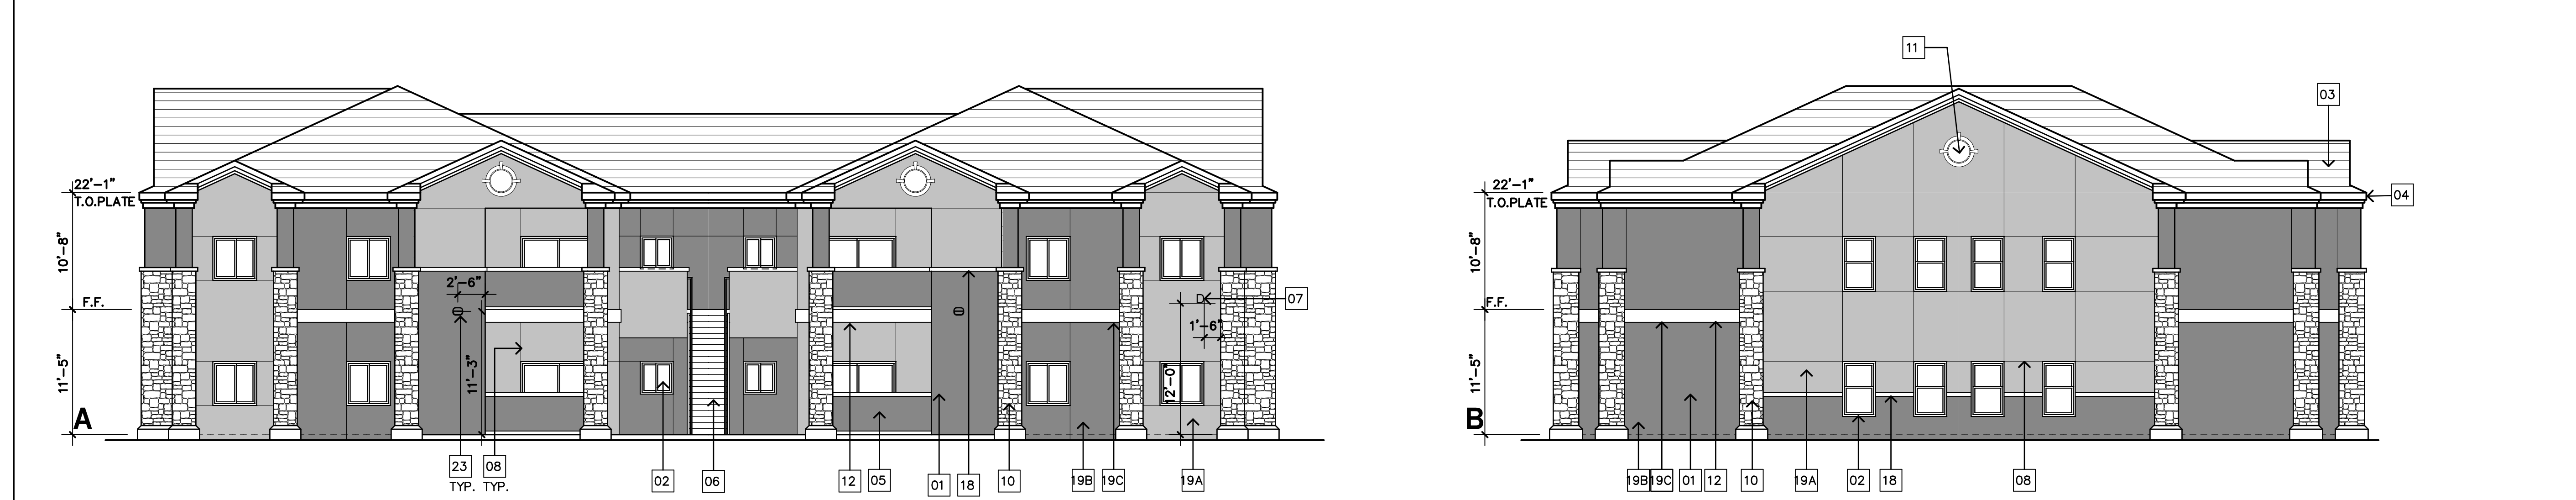 22'-1"
T.O.PLATE
10'-8"
F.F.
11'-5"
A
2'-6"
11'-3"
D
07
1'-6"
12'-0"
23
TYP.
08
TYP.
02
06
12
05
01
18
10
19B
19C
19A
11
03
04
22'-1"
T.O.PLATE
10'-8"
F.F.
11'-5"
B
19B
19C
01
12
10
19A
02
18
08